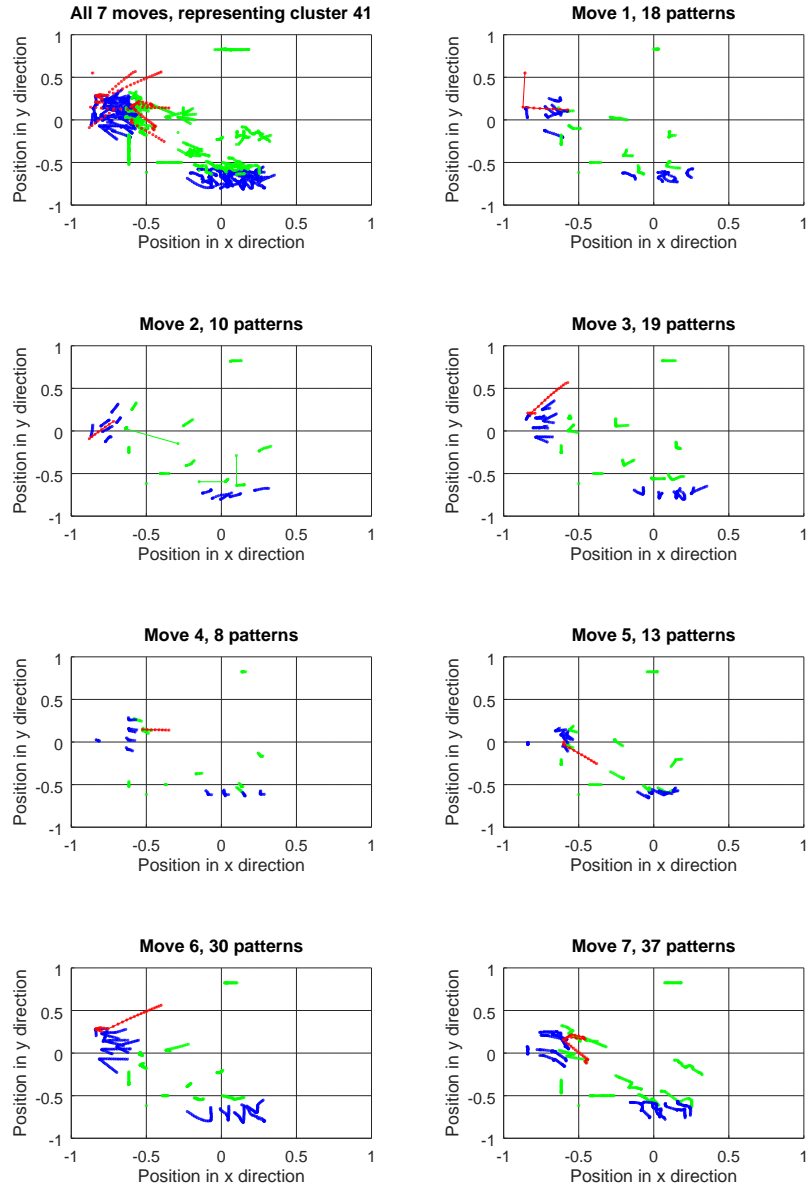 All 7 moves, representing cluster 41
1
0.5
0
-0.5
-1
-1 -0.5 0 0.5 1
Position in x direction
Position in y direction
Move 1, 18 patterns
1
0.5
0
-0.5
-1
-1 -0.5 0 0.5 1
Position in x direction
Position in y direction
Move 2, 10 patterns
1
0.5
0
-0.5
-1
-1 -0.5 0 0.5 1
Position in x direction
Position in y direction
Move 3, 19 patterns
1
0.5
0
-0.5
-1
-1 -0.5 0 0.5 1
Position in x direction
Position in y direction
Move 4, 8 patterns
1
0.5
0
-0.5
-1
-1 -0.5 0 0.5 1
Position in x direction
Position in y direction
Move 5, 13 patterns
1
0.5
0
-0.5
-1
-1 -0.5 0 0.5 1
Position in x direction
Position in y direction
Move 6, 30 patterns
1
0.5
0
-0.5
-1
-1 -0.5 0 0.5 1
Position in x direction
Position in y direction
Move 7, 37 patterns
1
0.5
0
-0.5
-1
-1 -0.5 0 0.5 1
Position in x direction
Position in y direction